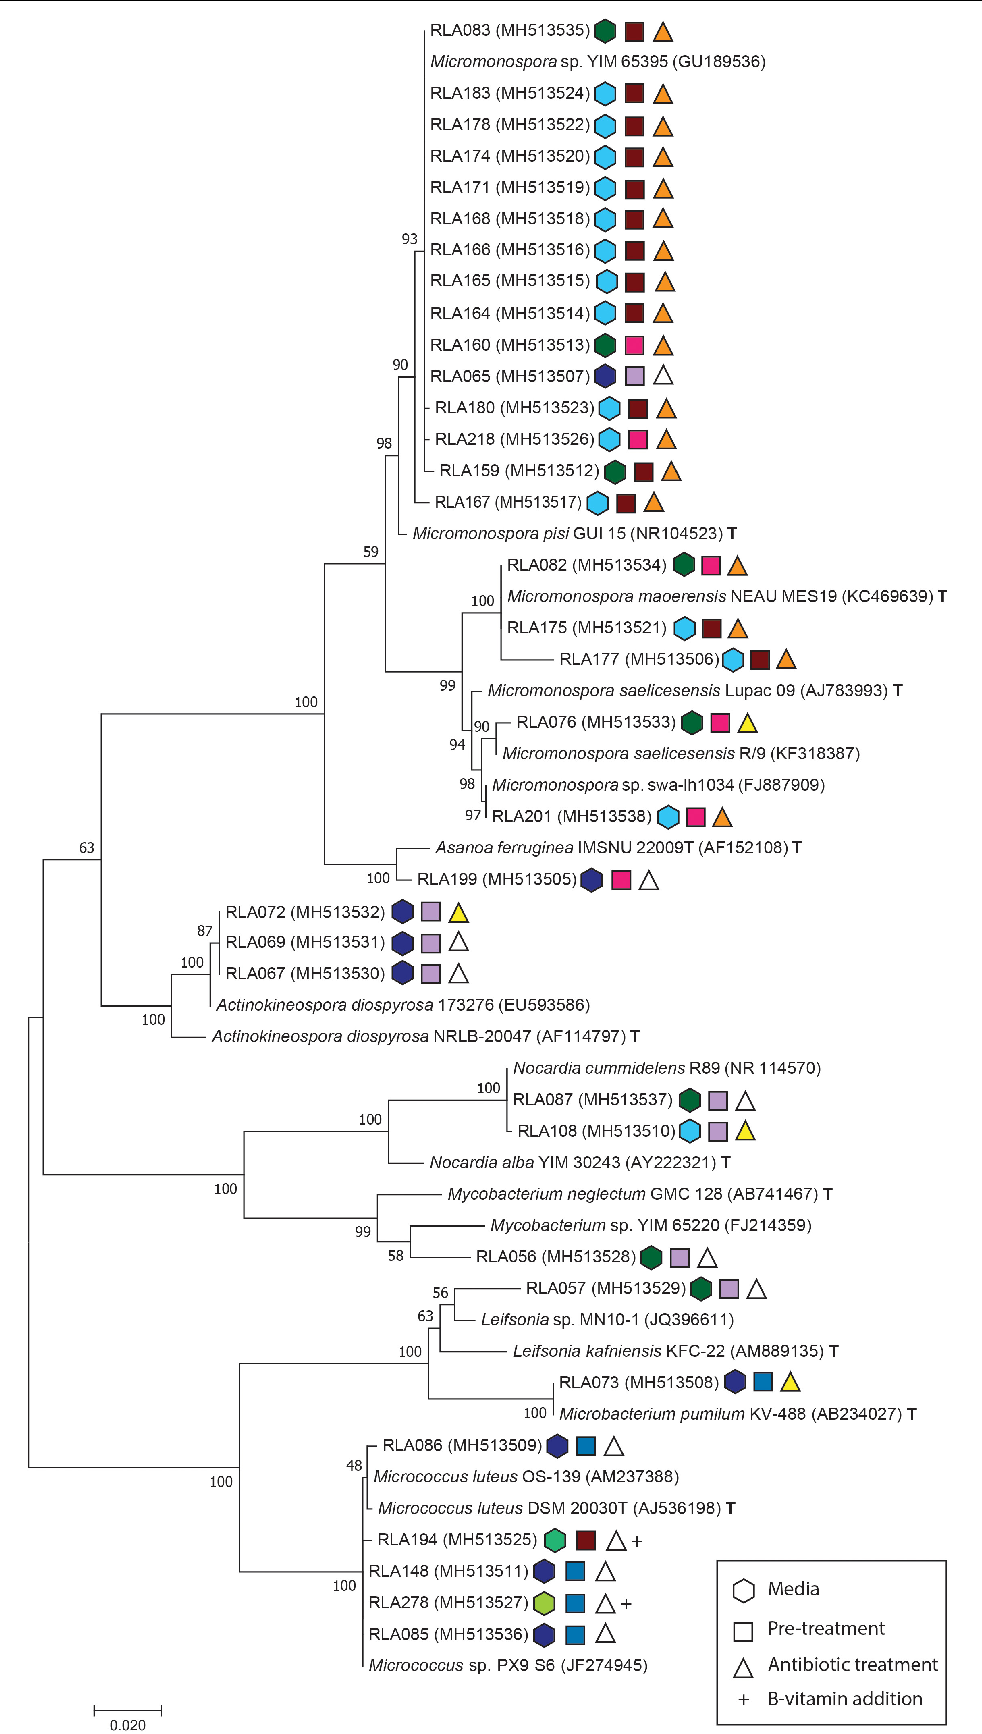 RLA083 (MH513535)
Micromonospora sp. YIM 65395 (GU189536)
RLA183 (MH513524)
RLA178 (MH513522)
RLA174 (MH513520)
RLA171 (MH513519)
RLA168 (MH513518)
93
RLA166 (MH513516)
RLA165 (MH513515)
RLA164 (MH513514)
RLA160 (MH513513)
90
RLA065 (MH513507)
RLA180 (MH513523)
98
RLA218 (MH513526)
RLA159 (MH513512)
RLA167 (MH513517)
Micromonospora pisi GUI 15 (NR104523) T
59
RLA082 (MH513534)
100
Micromonospora maoerensis NEAU MES19 (KC469639) T
RLA175 (MH513521)
RLA177 (MH513506)
99
Micromonospora saelicesensis Lupac 09 (AJ783993) T
100
RLA076 (MH513533)
90
94
Micromonospora saelicesensis R/9 (KF318387)
98
Micromonospora sp. swa-lh1034 (FJ887909)
97
RLA201 (MH513538)
63
Asanoa ferruginea IMSNU 22009T (AF152108) T
100
RLA199 (MH513505)
RLA072 (MH513532)
87
RLA069 (MH513531)
100
RLA067 (MH513530)
Actinokineospora diospyrosa 173276 (EU593586)
100
Actinokineospora diospyrosa NRLB-20047 (AF114797) T
Nocardia cummidelens R89 (NR 114570)
100
RLA087 (MH513537)
100
RLA108 (MH513510)
Nocardia alba YIM 30243 (AY222321) T
100
Mycobacterium neglectum GMC 128 (AB741467) T
99
Mycobacterium sp. YIM 65220 (FJ214359)
58
RLA056 (MH513528)
RLA057 (MH513529)
56
63
Leifsonia sp. MN10-1 (JQ396611)
100
Leifsonia kafniensis KFC-22 (AM889135) T
RLA073 (MH513508)
100
Microbacterium pumilum KV-488 (AB234027) T
RLA086 (MH513509)
48
100
Micrococcus luteus OS-139 (AM237388)
Micrococcus luteus DSM 20030T (AJ536198) T
RLA194 (MH513525) +
100
RLA148 (MH513511)
RLA278 (MH513527) +
RLA085 (MH513536)
Micrococcus sp. PX9 S6 (JF274945)
Media
Pre-treatment
Antibiotic treatment
+ B-vitamin addition
0.020